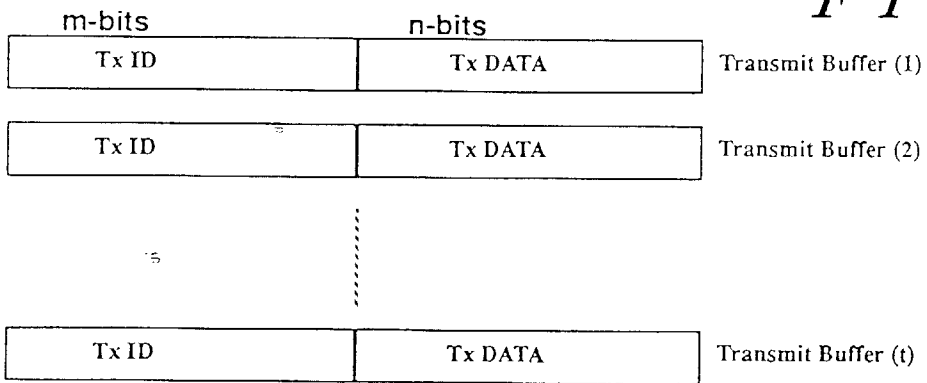 m-bits n-bits
Tx ID Tx DATA Transmit Buffer (1)
Tx ID Tx DATA Transmit Buffer (2)
Tx ID Tx DATA Transmit Buffer (t)